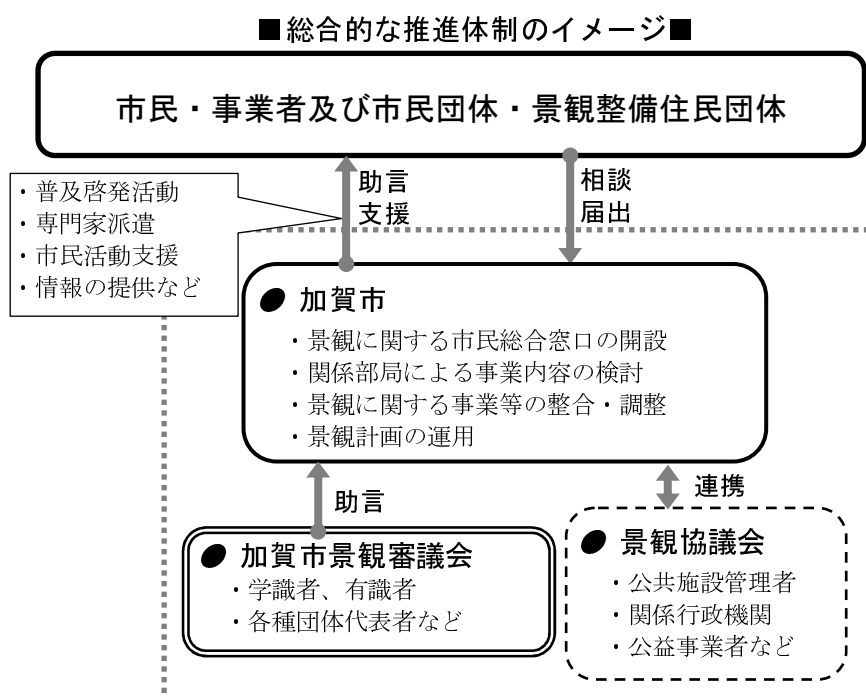 ■総合的な推進体制のイメージ■
市民・事業者及び市民団体・景観整備住民団体
・普及啓発活動
・専門家派遣
・市民活動支援
・情報の提供など
助言
支援
相談
届出
加賀市
・景観に関する市民総合窓口の開設
・関係部局による事業内容の検討
・景観に関する事業等の整合・調整
・景観計画の運用
助言
連携
加賀市景観審議会
・学識者、有識者
・各種団体代表者など
景観協議会
・公共施設管理者
・関係行政機関
・公益事業者など